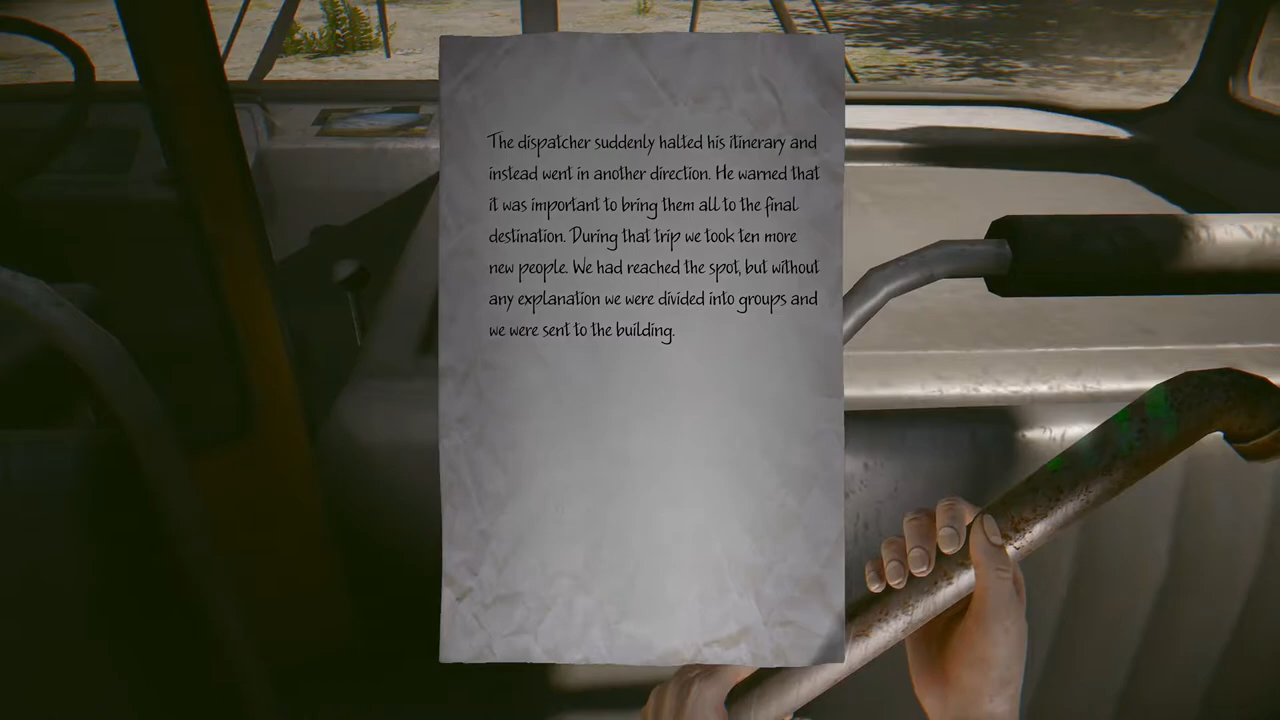 The dispatcher suddenly halted his itinerary and
instead went in another direction. He warned that
it was important to bring them all to the final
destination. During that trip we took ten more
new people. We had reached the spot, but without
any explanation we were divided into groups and
we were sent to the building.